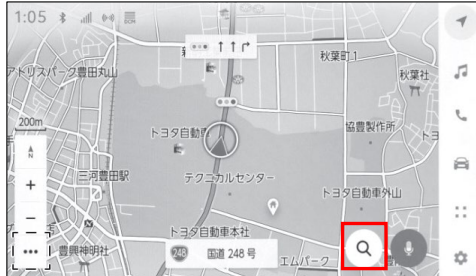 1:05
秋葉町1
アトリスパーク豊田丸山
秋葉社
200m
トヨタ自動車
協豊製作所
N
三河豊田駅
テクニカルセンター
+
トヨタ自動車外山
−
トヨタ自動車本社
豊興神明社
248
国道 248 号
エムパーク